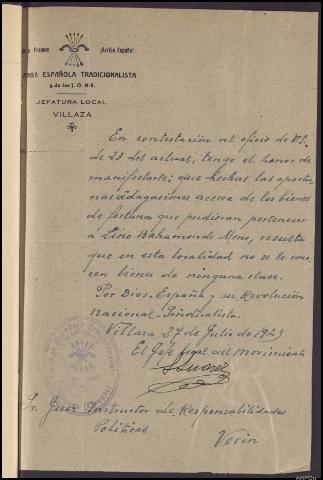 Franco! ¡Arriba España!
ESPAÑOLA TRADICIONALISTA
y de las J. O. N. S.
JEFATURA LOCAL
VILLAZA
En contestación al oficio de V.S.
de 23 del actual, tengo el honor de
manifestarle; que hechas las oportu-
nas indagaciones acerca de los bienes
de fortuna que pudieran pertenecer
a Lino Bahamonde Meno, resulta
que en esta localidad no se le cono-
cen bienes de ninguna clase.
Por Dios, España y su Revolución
Nacional Sindicalista.
Villaza 27 de Julio de 1943
El Jefe local del Movimiento
Suarez
Sr. Juez Instructor de Responsabilidades
Políticas
Verin